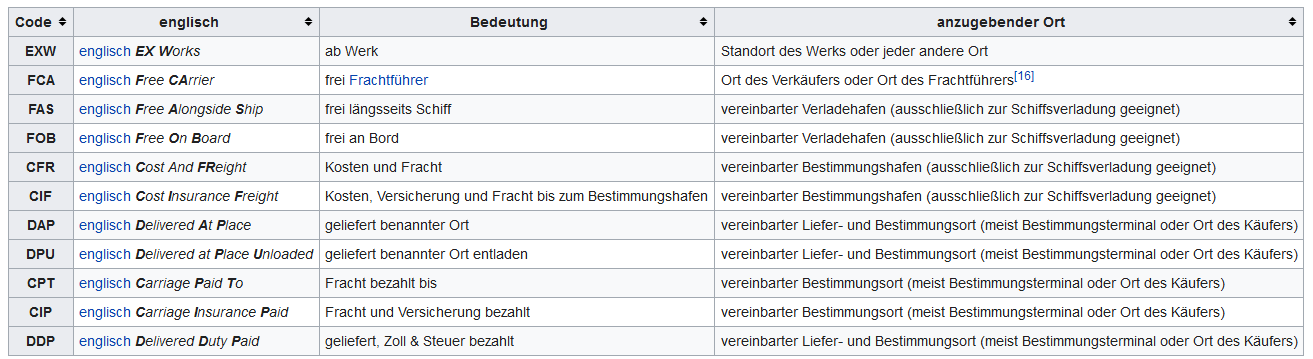 Code englisch Bedeutung anzugebender Ort
EXW englisch EX Works ab Werk Standort des Werks oder jeder andere Ort
FCA englisch Free CArrier frei Frachtführer Ort des Verkäufers oder Ort des Frachtführers[16]
FAS englisch Free Alongside Ship frei längsseits Schiff vereinbarter Verladehafen (ausschließlich zur Schiffsverladung geeignet)
FOB englisch Free On Board frei an Bord vereinbarter Verladehafen (ausschließlich zur Schiffsverladung geeignet)
CFR englisch Cost And FReight Kosten und Fracht vereinbarter Bestimmungshafen (ausschließlich zur Schiffsverladung geeignet)
CIF englisch Cost Insurance Freight Kosten, Versicherung und Fracht bis zum Bestimmungshafen vereinbarter Bestimmungshafen (ausschließlich zur Schiffsverladung geeignet)
DAP englisch Delivered At Place geliefert benannter Ort vereinbarter Liefer- und Bestimmungsort (meist Bestimmungsterminal oder Ort des Käufers)
DPU englisch Delivered at Place Unloaded geliefert benannter Ort entladen vereinbarter Liefer- und Bestimmungsort (meist Bestimmungsterminal oder Ort des Käufers)
CPT englisch Carriage Paid To Fracht bezahlt bis vereinbarter Bestimmungsort (meist Bestimmungsterminal oder Ort des Käufers)
CIP englisch Carriage Insurance Paid Fracht und Versicherung bezahlt vereinbarter Bestimmungsort (meist Bestimmungsterminal oder Ort des Käufers)
DDP englisch Delivered Duty Paid geliefert, Zoll & Steuer bezahlt vereinbarter Liefer- und Bestimmungsort (meist Bestimmungsterminal oder Ort des Käufers)